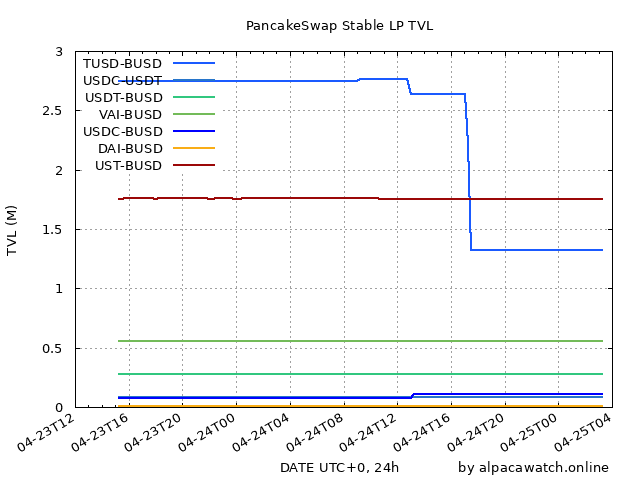 PancakeSwap Stable LP TVL
TUSD-BUSD
USDC-USDT
USDT-BUSD
VAI-BUSD
USDC-BUSD
DAI-BUSD
UST-BUSD
TVL (M)
3
2.5
2
1.5
1
0.5
0
04-23T12
04-23T16
04-23T20
04-24T00
04-24T04
04-24T08
04-24T12
04-24T16
04-24T20
04-25T00
04-25T04
DATE UTC+0, 24h
by alpacawatch.online